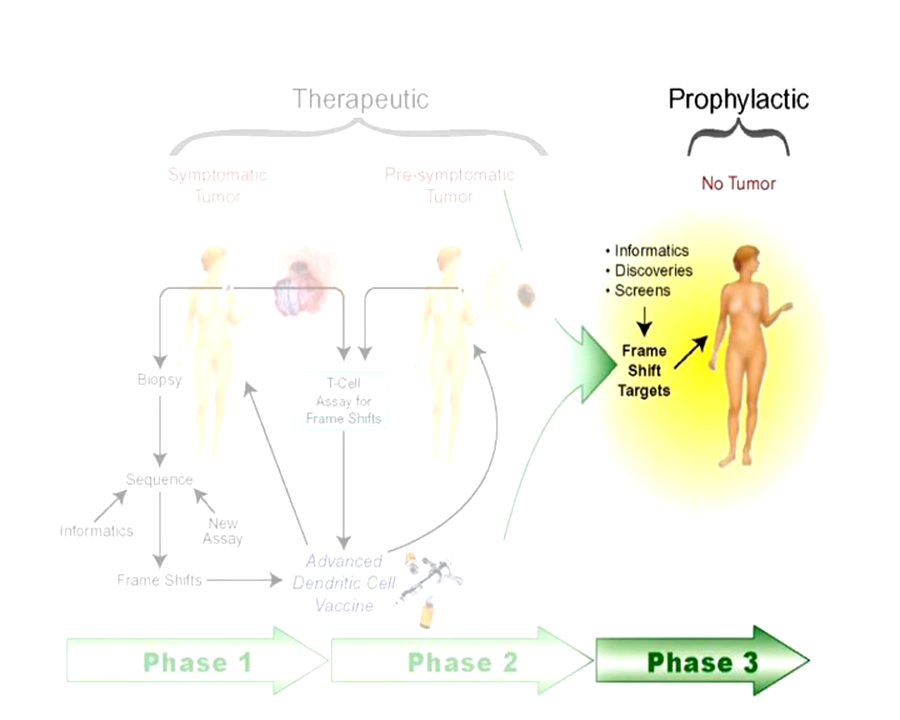 Therapeutic
Prophylactic
Symptomatic
Tumor
Pre-symptomatic
Tumor
No Tumor
• Informatics
• Discoveries
• Screens
Frame
Shift
Targets
Biopsy
T-Cell
Assay for
Frame Shifts
Sequence
Informatics
New
Assay
Frame Shifts
Advanced
Dendritic Cell
Vaccine
Phase 1
Phase 2
Phase 3